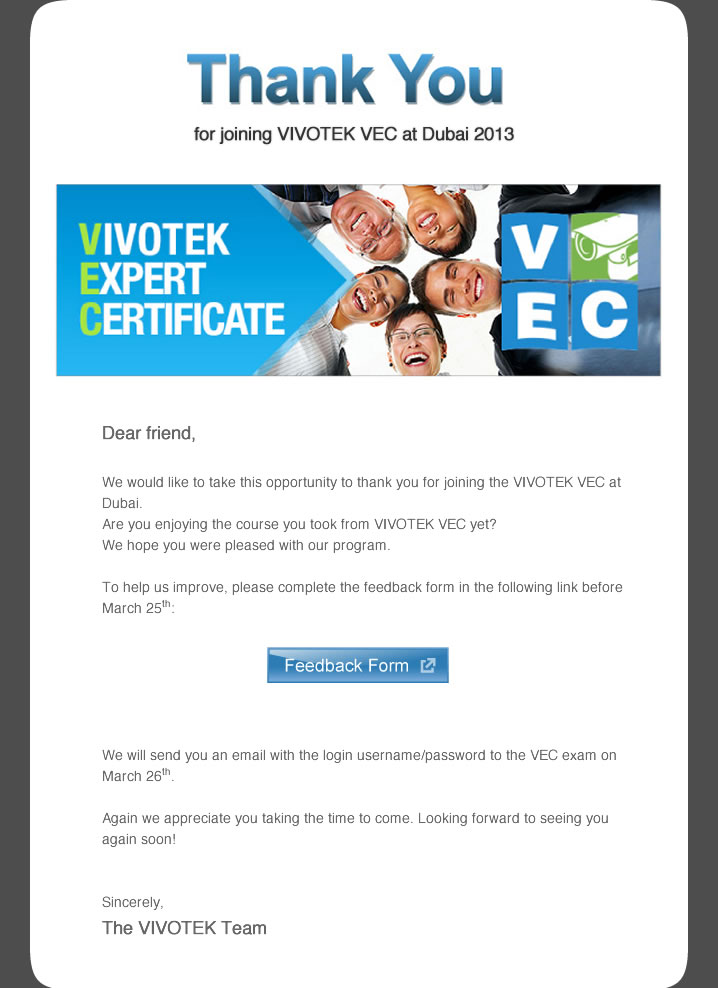 Thank You
for joining VIVOTEK VEC at Dubai 2013
VIVOTEK
EXPERT
CERTIFICATE
V
E C
Dear friend,
We would like to take this opportunity to thank you for joining the VIVOTEK VEC at
Dubai.
Are you enjoying the course you took from VIVOTEK VEC yet?
We hope you were pleased with our program.
To help us improve, please complete the feedback form in the following link before
March 25th:
Feedback Form
We will send you an email with the login username/password to the VEC exam on
March 26th.
Again we appreciate you taking the time to come. Looking forward to seeing you
again soon!
Sincerely,
The VIVOTEK Team